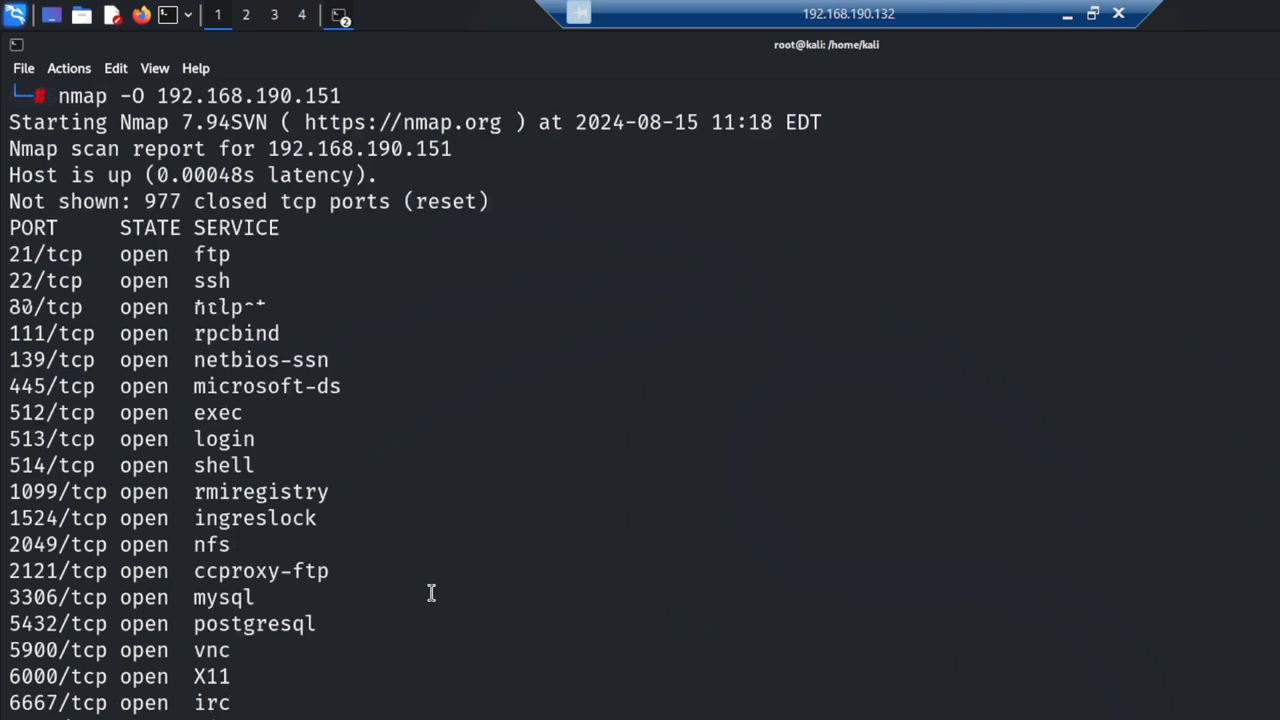 1 2 3 4
2
192.168.190.132
root@kali: /home/kali
File Actions Edit View Help
└─# nmap -O 192.168.190.151
Starting Nmap 7.94SVN ( https://nmap.org ) at 2024-08-15 11:18 EDT
Nmap scan report for 192.168.190.151
Host is up (0.00048s latency).
Not shown: 977 closed tcp ports (reset)
PORT STATE SERVICE
21/tcp open ftp
22/tcp open ssh
open
111/tcp open rpcbind
139/tcp open netbios-ssn
445/tcp open microsoft-ds
512/tcp open exec
513/tcp open login
514/tcp open shell
1099/tcp open rmiregistry
1524/tcp open ingreslock
2049/tcp open nfs
2121/tcp open ccproxy-ftp
3306/tcp open mysql
5432/tcp open postgresql
5900/tcp open vnc
6000/tcp open X11
6667/tcp open irc